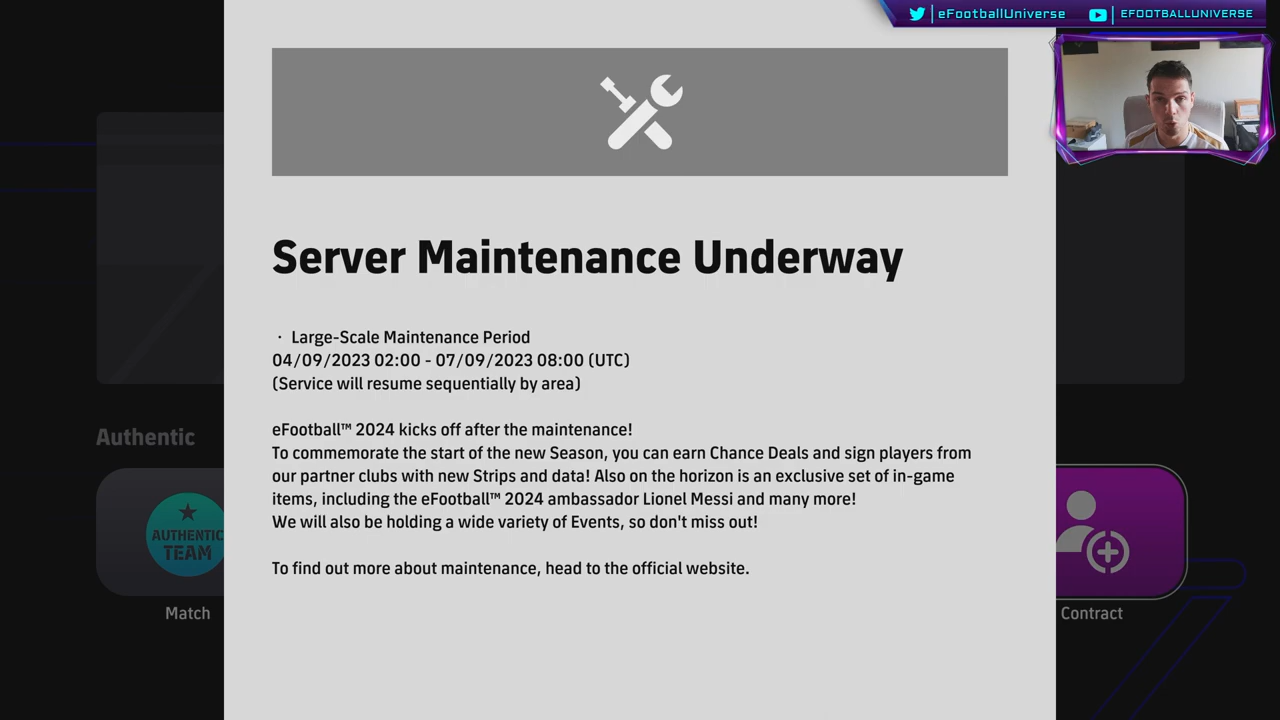 eFootballUniverse
EFOOTBALLUNIVERSE
Server Maintenance Underway
· Large-Scale Maintenance Period
04/09/2023 02:00 - 07/09/2023 08:00 (UTC)
(Service will resume sequentially by area)
eFootball™ 2024 kicks off after the maintenance!
To commemorate the start of the new Season, you can earn Chance Deals and sign players from
our partner clubs with new Strips and data! Also on the horizon is an exclusive set of in-game
items, including the eFootball™ 2024 ambassador Lionel Messi and many more!
We will also be holding a wide variety of Events, so don't miss out!
To find out more about maintenance, head to the official website.
Authentic
AUTHENTIC
TEAM
Match
Contract